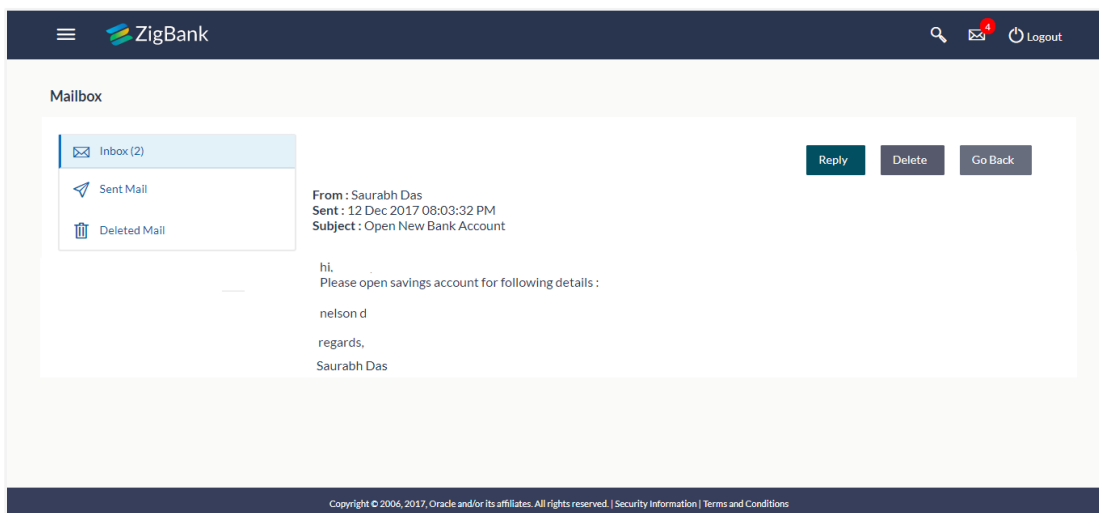 ZigBank
4
Logout
Mailbox
Inbox (2)
Sent Mail
Deleted Mail
Reply
Delete
Go Back
From : Saurabh Das
Sent : 12 Dec 2017 08:03:32 PM
Subject : Open New Bank Account
hi,
Please open savings account for following details :
nelson d
regards,
Saurabh Das
Copyright © 2006, 2017, Oracle and/or its affiliates. All rights reserved. | Security Information | Terms and Conditions